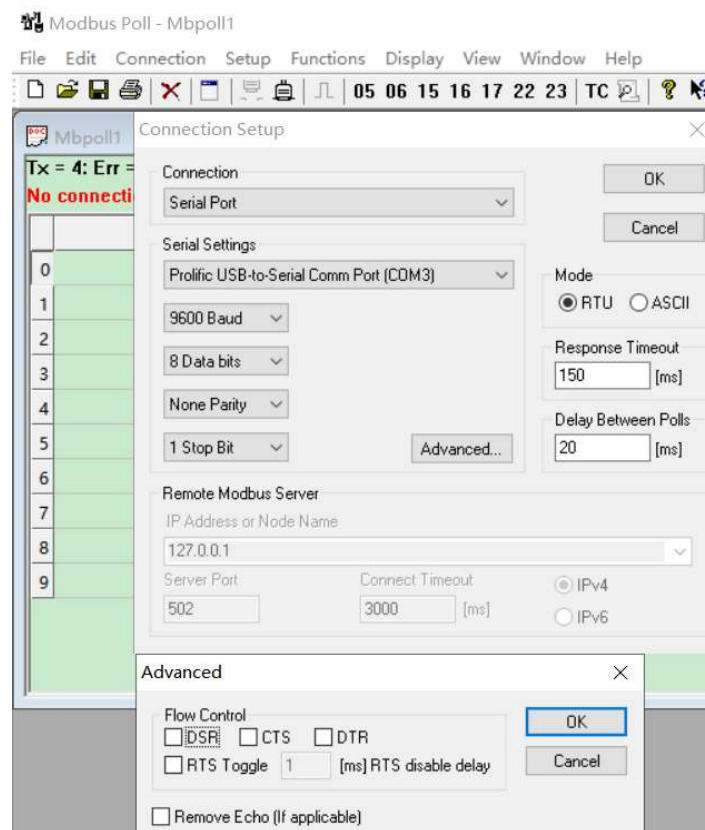 Modbus Poll - Mbpoll1
File Edit Connection Setup Functions Display View Window Help
05 06 15 16 17 22 23 TC
Mbpoll1
Tx = 4: Err =
No connecti
0
1
2
3
4
5
6
7
8
9
Connection Setup
Connection
Serial Port
OK
Cancel
Serial Settings
Prolific USB-to-Serial Comm Port (COM3)
9600 Baud
8 Data bits
None Parity
1 Stop Bit
Advanced...
Mode
RTU ASCII
Response Timeout
150 [ms]
Delay Between Polls
20 [ms]
Remote Modbus Server
IP Address or Node Name
127.0.0.1
Server Port Connect Timeout
502 3000 [ms]
IPv4
IPv6
Advanced
Flow Control
DSR CTS DTR
RTS Toggle 1 [ms] RTS disable delay
OK
Cancel
Remove Echo (If applicable)